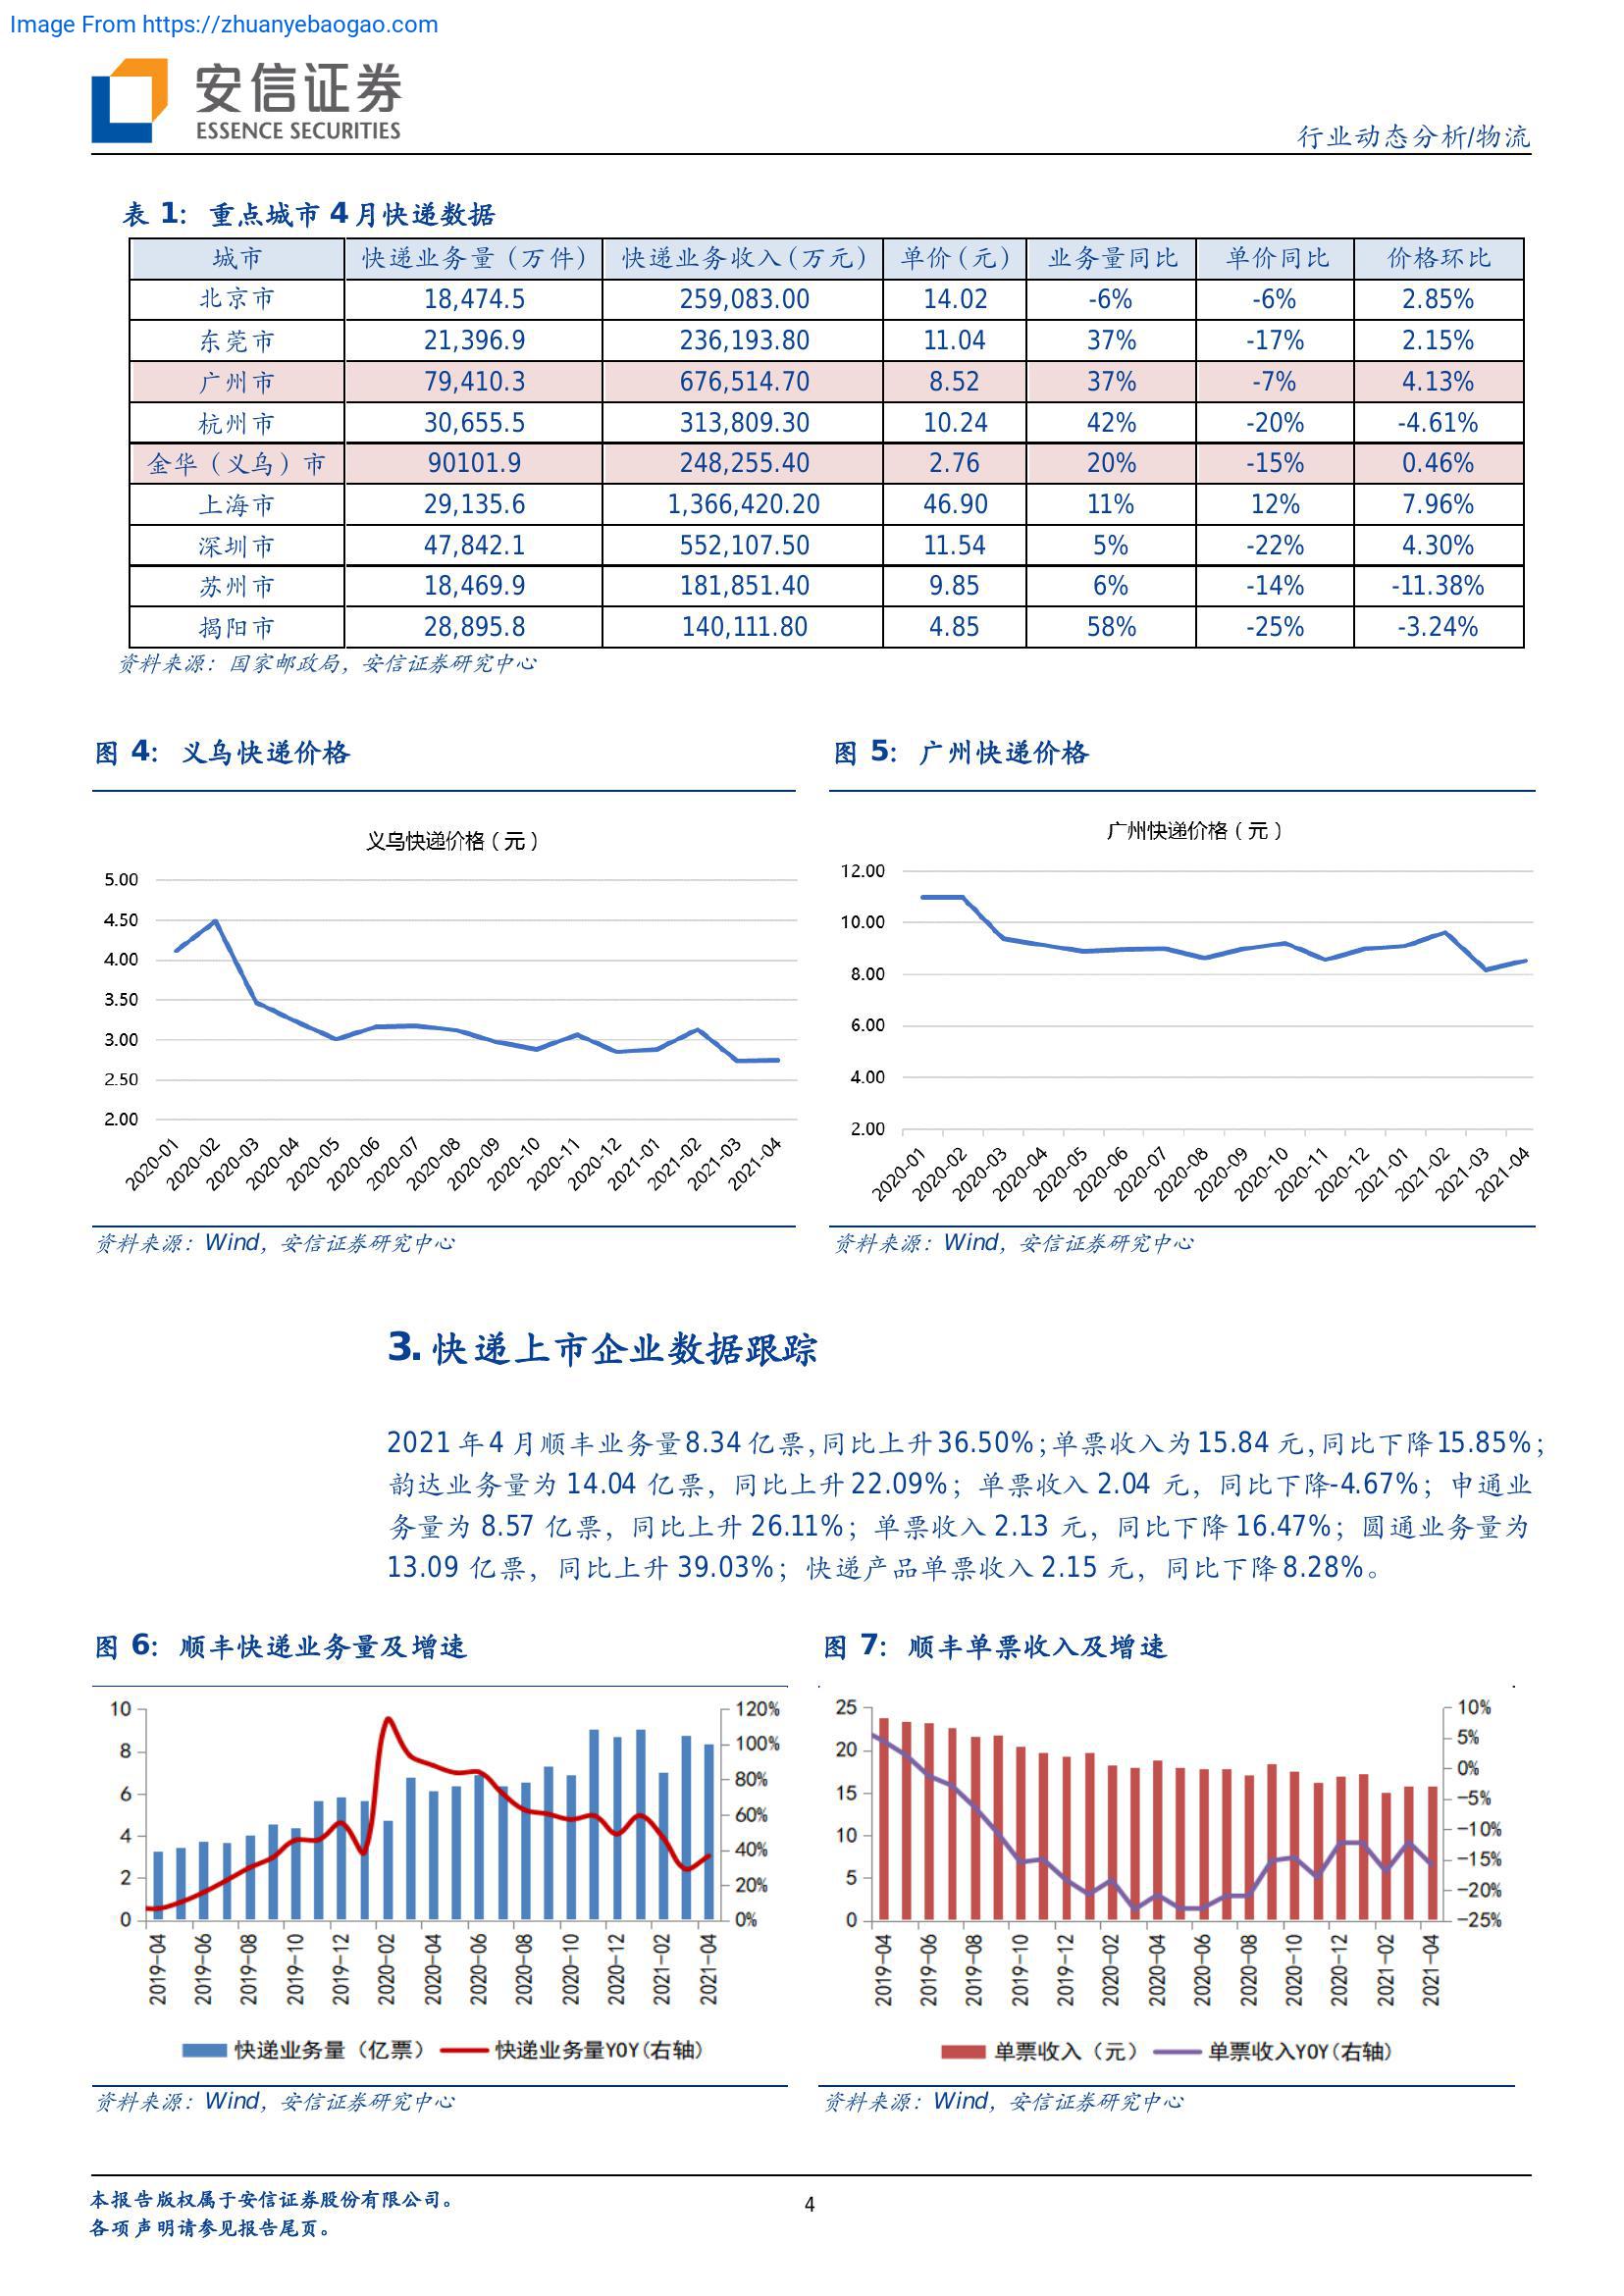 Image From https://zhuanyebaogao.com
安信证券
ESSENCE SECURITIES
行业动态分析/物流
表 1：重点城市 4 月快递数据
城市 快递业务量（万件） 快递业务收入（万元） 单价（元） 业务量同比 单价同比 价格环比
北京市 18,474.5 259,083.00 14.02 -6% -6% 2.85%
东莞市 21,396.9 236,193.80 11.04 37% -17% 2.15%
广州市 79,410.3 676,514.70 8.52 37% -7% 4.13%
杭州市 30,655.5 313,809.30 10.24 42% -20% -4.61%
金华（义乌）市 90101.9 248,255.40 2.76 20% -15% 0.46%
上海市 29,135.6 1,366,420.20 46.90 11% 12% 7.96%
深圳市 47,842.1 552,107.50 11.54 5% -22% 4.30%
苏州市 18,469.9 181,851.40 9.85 6% -14% -11.38%
揭阳市 28,895.8 140,111.80 4.85 58% -25% -3.24%
资料来源：国家邮政局，安信证券研究中心
图 4：义乌快递价格
义乌快递价格（元）
5.00
4.50
4.00
3.50
3.00
2.50
2.00
2020-01 2020-02 2020-03 2020-04 2020-05 2020-06 2020-07 2020-08 2020-09 2020-10 2020-11 2020-12 2021-01 2021-02 2021-03 2021-04
资料来源：Wind，安信证券研究中心
图 5：广州快递价格
广州快递价格（元）
12.00
10.00
8.00
6.00
4.00
2.00
2020-01 2020-02 2020-03 2020-04 2020-05 2020-06 2020-07 2020-08 2020-09 2020-10 2020-11 2020-12 2021-01 2021-02 2021-03 2021-04
资料来源：Wind，安信证券研究中心
3. 快递上市企业数据跟踪
2021 年 4 月顺丰业务量 8.34 亿票，同比上升 36.50%；单票收入为 15.84 元，同比下降 15.85%；
韵达业务量为 14.04 亿票，同比上升 22.09%；单票收入 2.04 元，同比下降-4.67%；申通业
务量为 8.57 亿票，同比上升 26.11%；单票收入 2.13 元，同比下降 16.47%；圆通业务量为
13.09 亿票，同比上升 39.03%；快递产品单票收入 2.15 元，同比下降 8.28%。
图 6：顺丰快递业务量及增速
10 120%
100%
8
80%
6
60%
4
40%
2
20%
0 0%
2019-04 2019-06 2019-08 2019-10 2019-12 2020-02 2020-04 2020-06 2020-08 2020-10 2020-12 2021-02 2021-04
快递业务量（亿票） 快递业务量YOY(右轴)
资料来源：Wind，安信证券研究中心
图 7：顺丰单票收入及增速
25 10%
5%
20
0%
15
-5%
10 -10%
-15%
5
-20%
0 -25%
2019-04 2019-06 2019-08 2019-10 2019-12 2020-02 2020-04 2020-06 2020-08 2020-10 2020-12 2021-02 2021-04
单票收入（元） 单票收入YOY(右轴)
资料来源：Wind，安信证券研究中心
本报告版权属于安信证券股份有限公司。
各项声明请参见报告尾页。
4